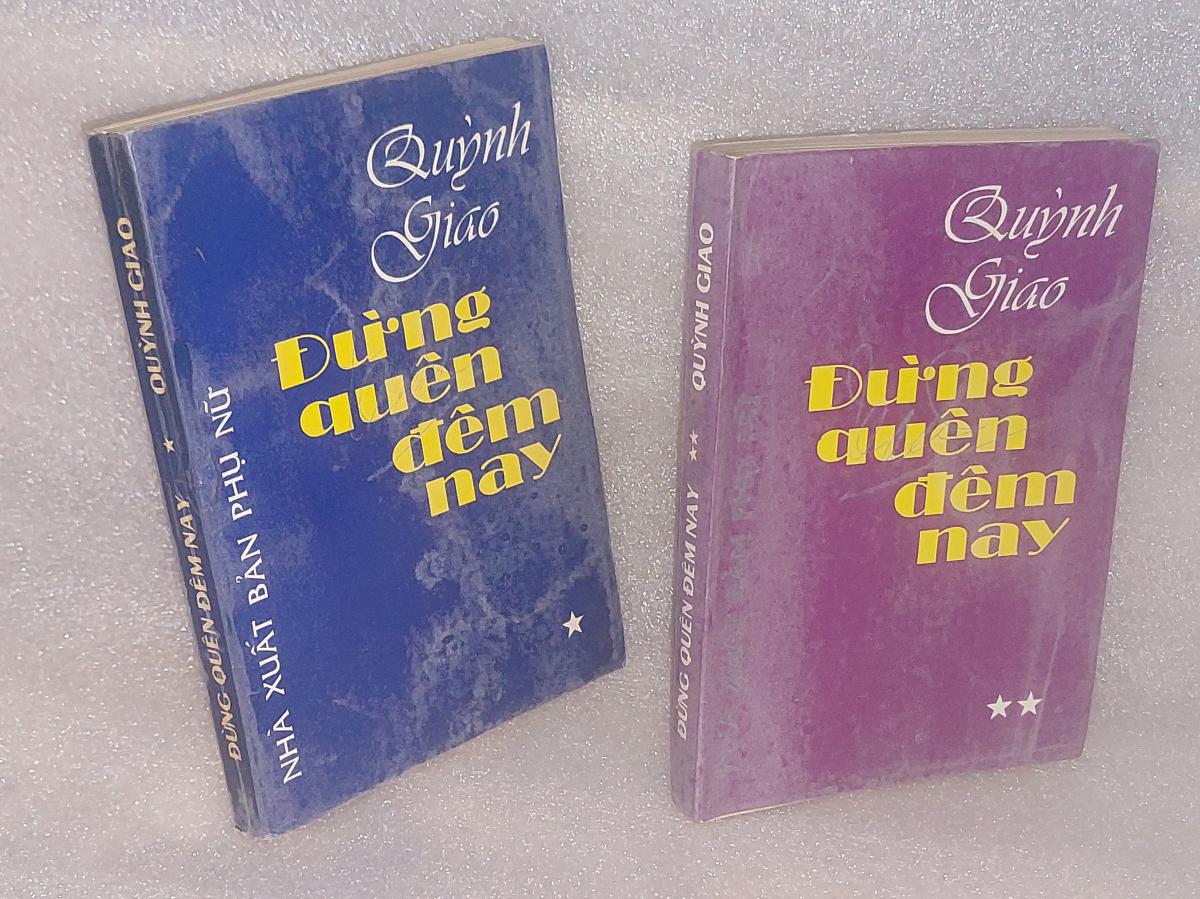 Quỳnh
Giao
Đừng
quên
đêm
nay
NHÀ XUẤT BẢN PHỤ NỮ
ĐỪNG QUÊN ĐÊM NAY ★ QUỲNH GIAO
★
Quỳnh
Giao
Đừng
quên
đêm
nay
ĐỪNG QUÊN ĐÊM NAY ★★ QUỲNH GIAO
★★